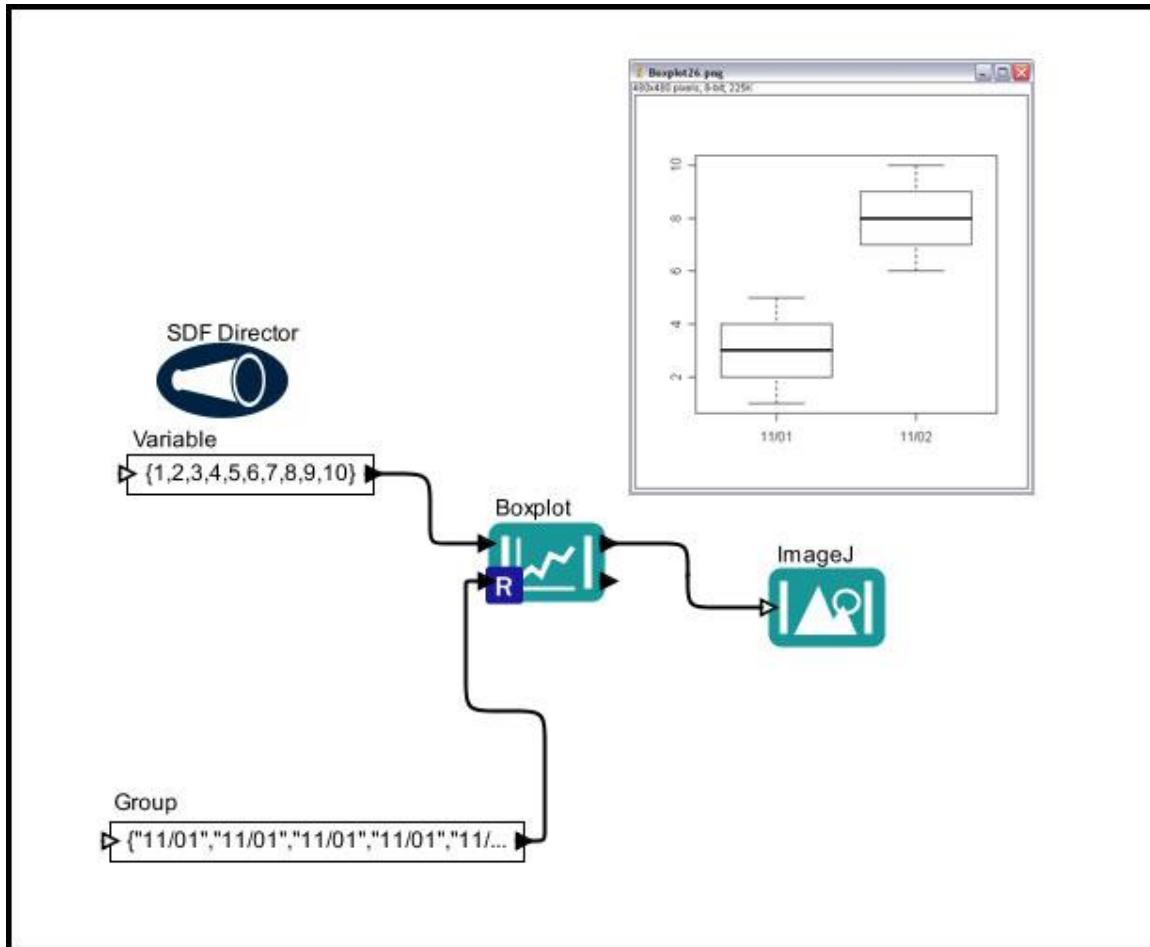 Boxplot26.png
480x480 pixels; 8-bit; 225K
10
8
6
4
2
11/01 11/02
SDF Director
Variable
{1,2,3,4,5,6,7,8,9,10}
Boxplot
R
ImageJ
Group
{"11/01","11/01","11/01","11/01","11/...